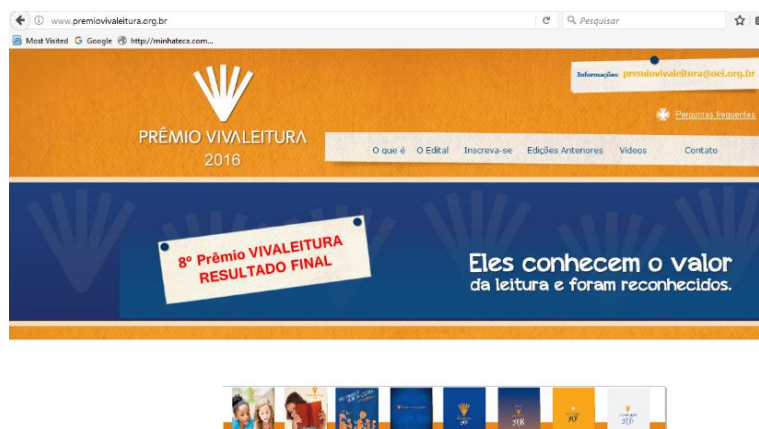 www.premiovivaleitura.org.br
Pesquisar
Most Visited Google http://minhateca.com...
Informações: premiovivaleitura@oei.org.br
Perguntas frequentes
PRÊMIO VIVALEITURA
2016
O que é O Edital Inscreva-se Edições Anteriores Vídeos Contato
8º Prêmio VIVALEITURA
RESULTADO FINAL
Eles conhecem o valor
da leitura e foram reconhecidos.